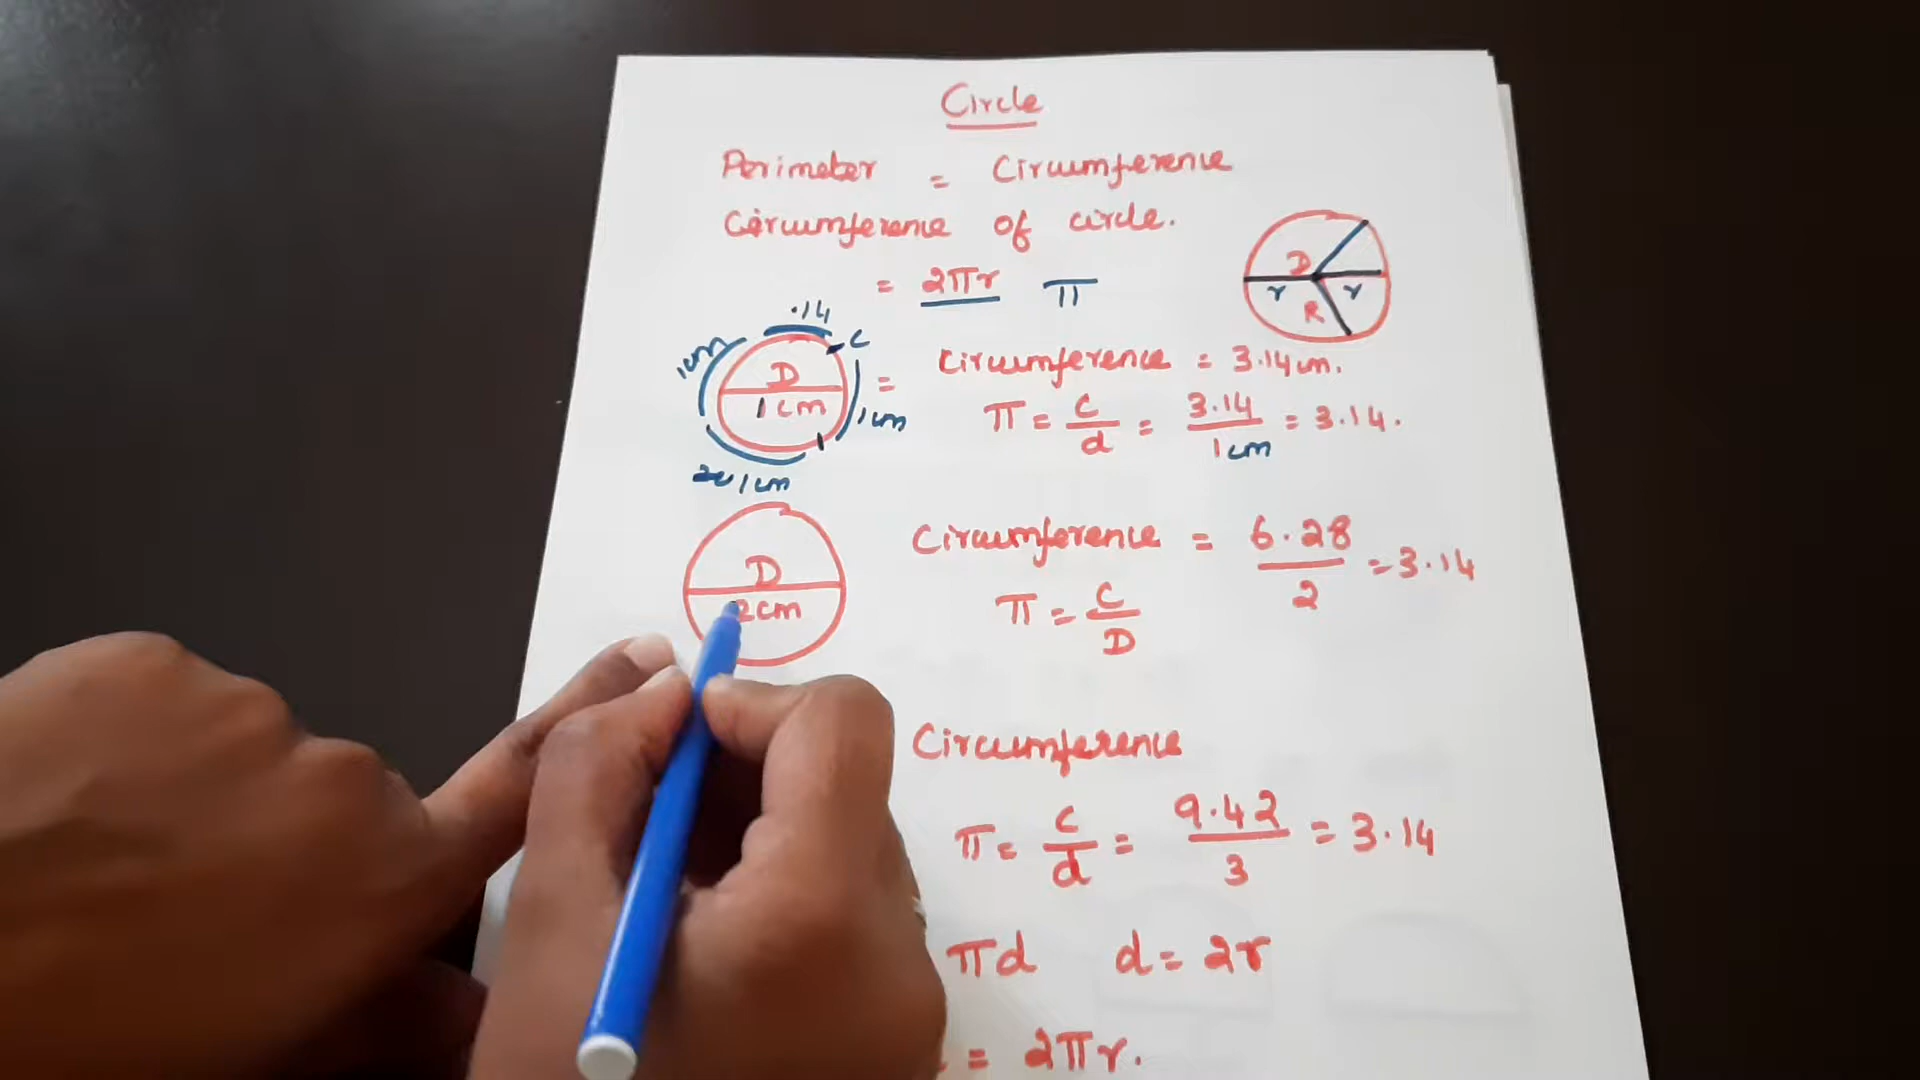 Circle
Perimeter = Circumference
Circumference of circle.
= 2πr π
D
r r
R
.14
1cm
C
D
1cm
1cm
1cm
= Circumference = 3.14cm.
π = c/d = 3.14/1cm = 3.14.
D
2cm
Circumference = 6.28/2 = 3.14
π = C/D
Circumference
π = c/d = 9.42/3 = 3.14
πd d = 2r
= 2πr.